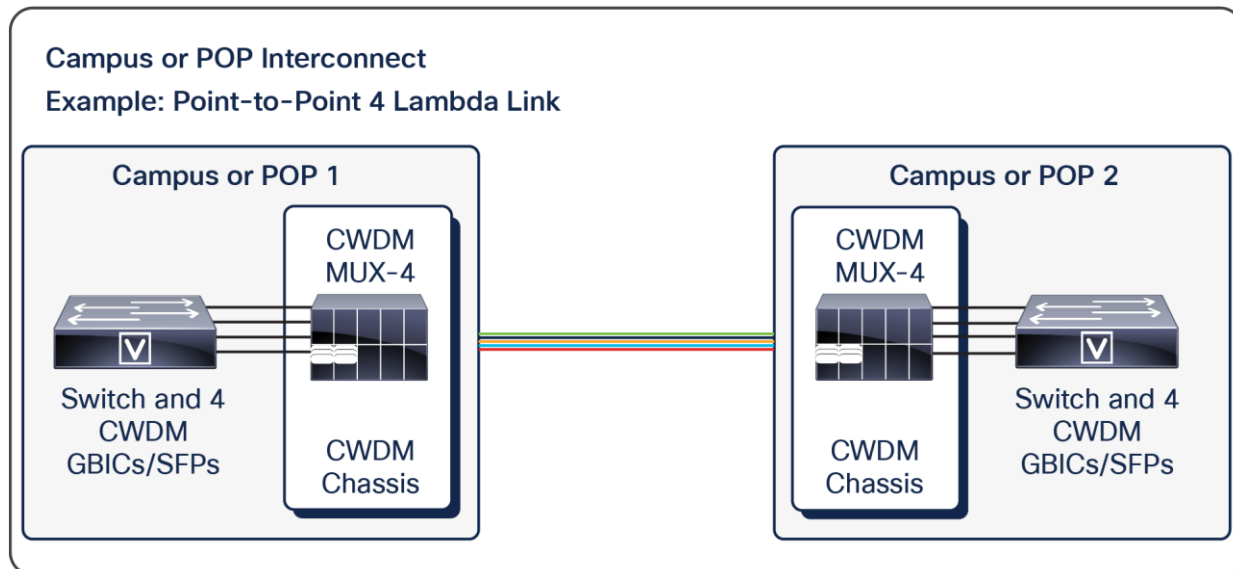 Campus or POP Interconnect
Example: Point-to-Point 4 Lambda Link
Campus or POP 1
CWDM
MUX-4
V
Switch and 4
CWDM
GBICs/SFPs
CWDM
Chassis
Campus or POP 2
CWDM
MUX-4
V
CWDM
Chassis
Switch and 4
CWDM
GBICs/SFPs